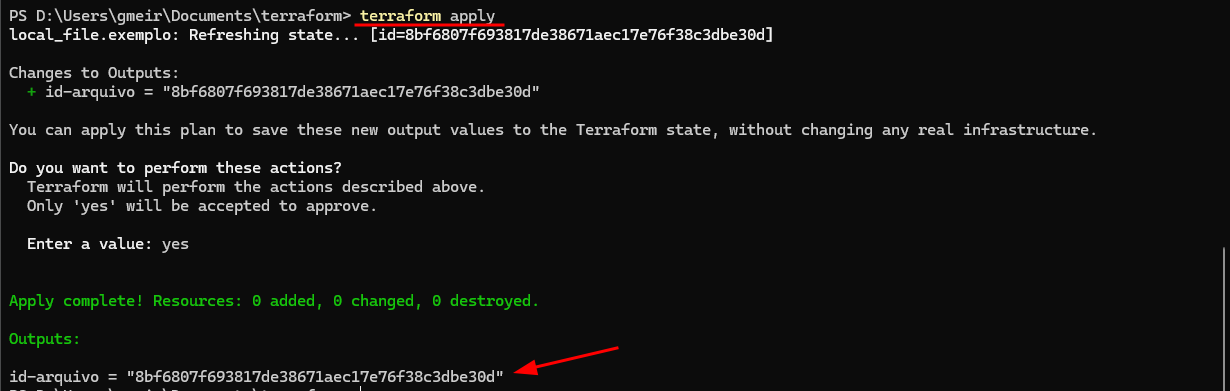 PS D:\Users\gmeir\Documents\terraform> terraform apply
local_file.exemplo: Refreshing state... [id=8bf6807f693817de38671aec17e76f38c3dbe30d]
Changes to Outputs:
+ id-arquivo = "8bf6807f693817de38671aec17e76f38c3dbe30d"
You can apply this plan to save these new output values to the Terraform state, without changing any real infrastructure.
Do you want to perform these actions?
Terraform will perform the actions described above.
Only 'yes' will be accepted to approve.
Enter a value: yes
Apply complete! Resources: 0 added, 0 changed, 0 destroyed.
Outputs:
id-arquivo = "8bf6807f693817de38671aec17e76f38c3dbe30d"